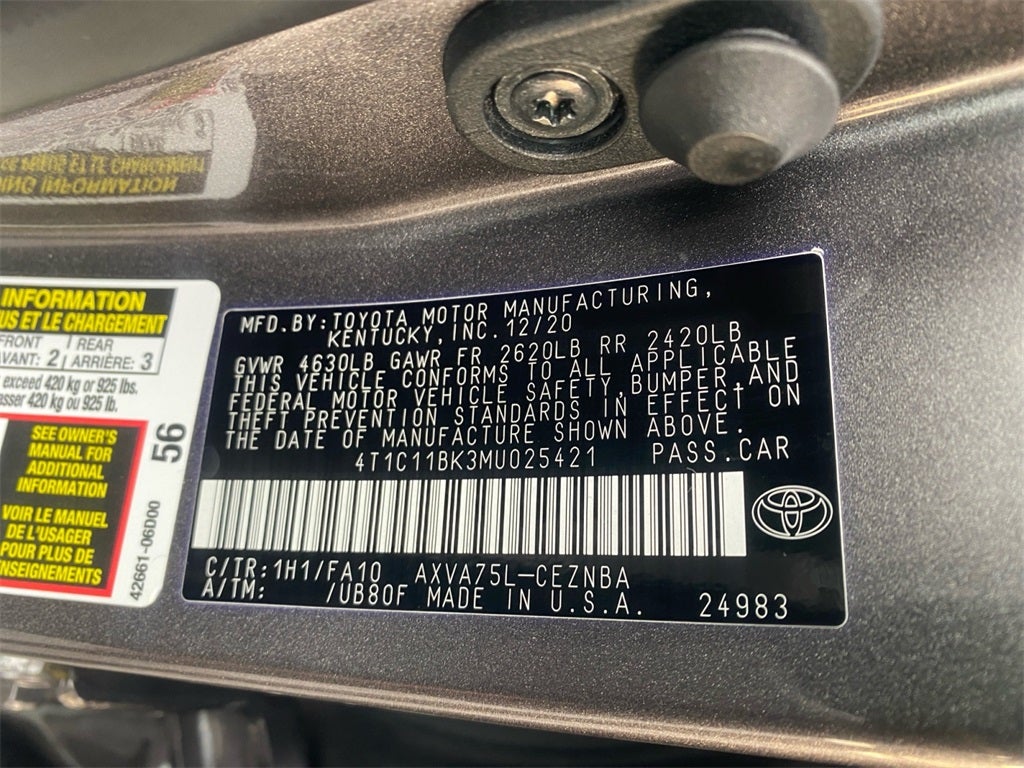 INFORMATION
US ET LE CHARGEMENT
FRONT
AVANT: 2
REAR
ARRIÈRE: 3
exceed 420 kg or 925 lbs.
asser 420 kg ou 925 lb.
SEE OWNER'S
MANUAL FOR
ADDITIONAL
INFORMATION
VOIR LE MANUEL
DE L'USAGER
POUR PLUS DE
RENSEIGNEMENTS
56
42661-06D00
MFD.BY:TOYOTA MOTOR MANUFACTURING,
KENTUCKY, INC. 12/20
GVWR 4630LB GAWR FR 2620LB RR 2420LB
THIS VEHICLE CONFORMS TO ALL APPLICABLE
FEDERAL MOTOR VEHICLE SAFETY,BUMPER,AND
THEFT PREVENTION STANDARDS IN EFFECT ON
THE DATE OF MANUFACTURE SHOWN ABOVE.
4T1C11BK3MU025421 PASS.CAR
C/TR:1H1/FA10 AXVA75L-CEZNBA
A/TM: /UB80F MADE IN U.S.A. 24983